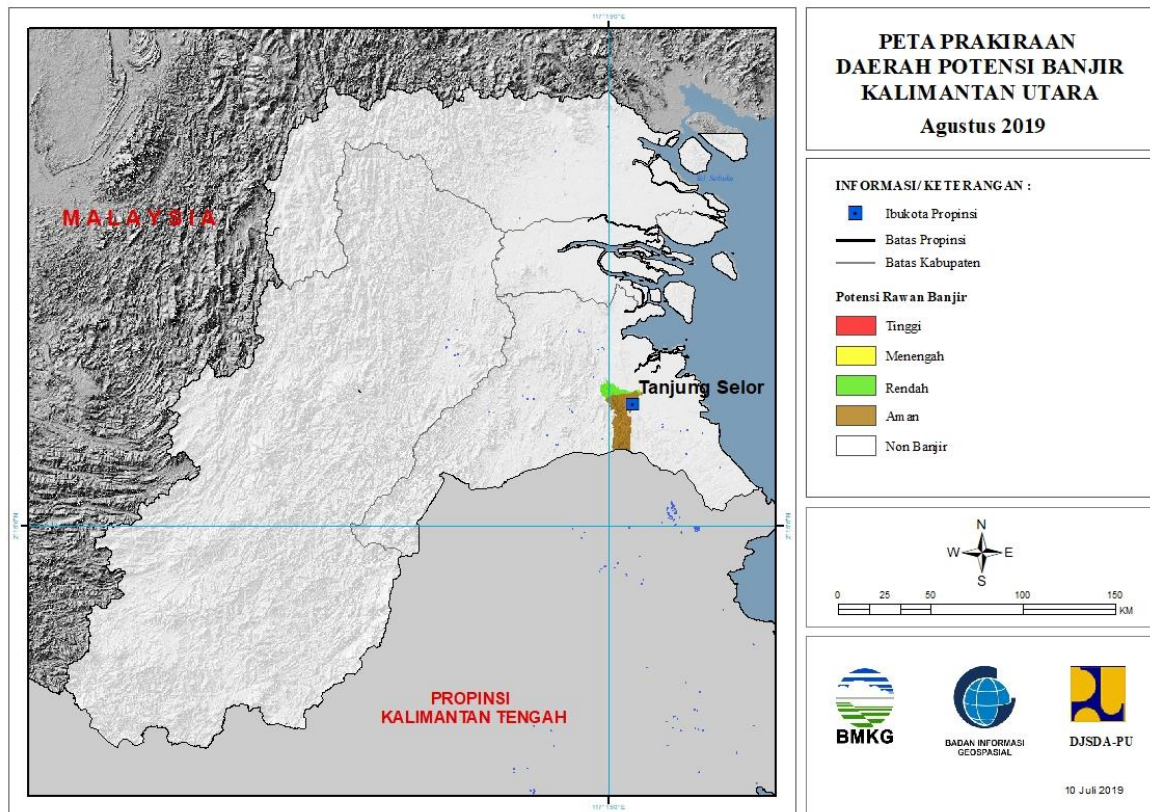 PETA PRAKIRAAN
DAERAH POTENSI BANJIR
KALIMANTAN UTARA
Agustus 2019
MALAYSIA
Tanjung Selor
PROPINSI
KALIMANTAN TENGAH
INFORMASI/ KETERANGAN :
Ibukota Propinsi
Batas Propinsi
Batas Kabupaten
Potensi Rawan Banjir
Tinggi
Menengah
Rendah
Aman
Non Banjir
N
W
E
S
0 25 50 100 150
KM
BMKG
BADAN INFORMASI
GEOSPASIAL
DJSDA-PU
10 Juli 2019